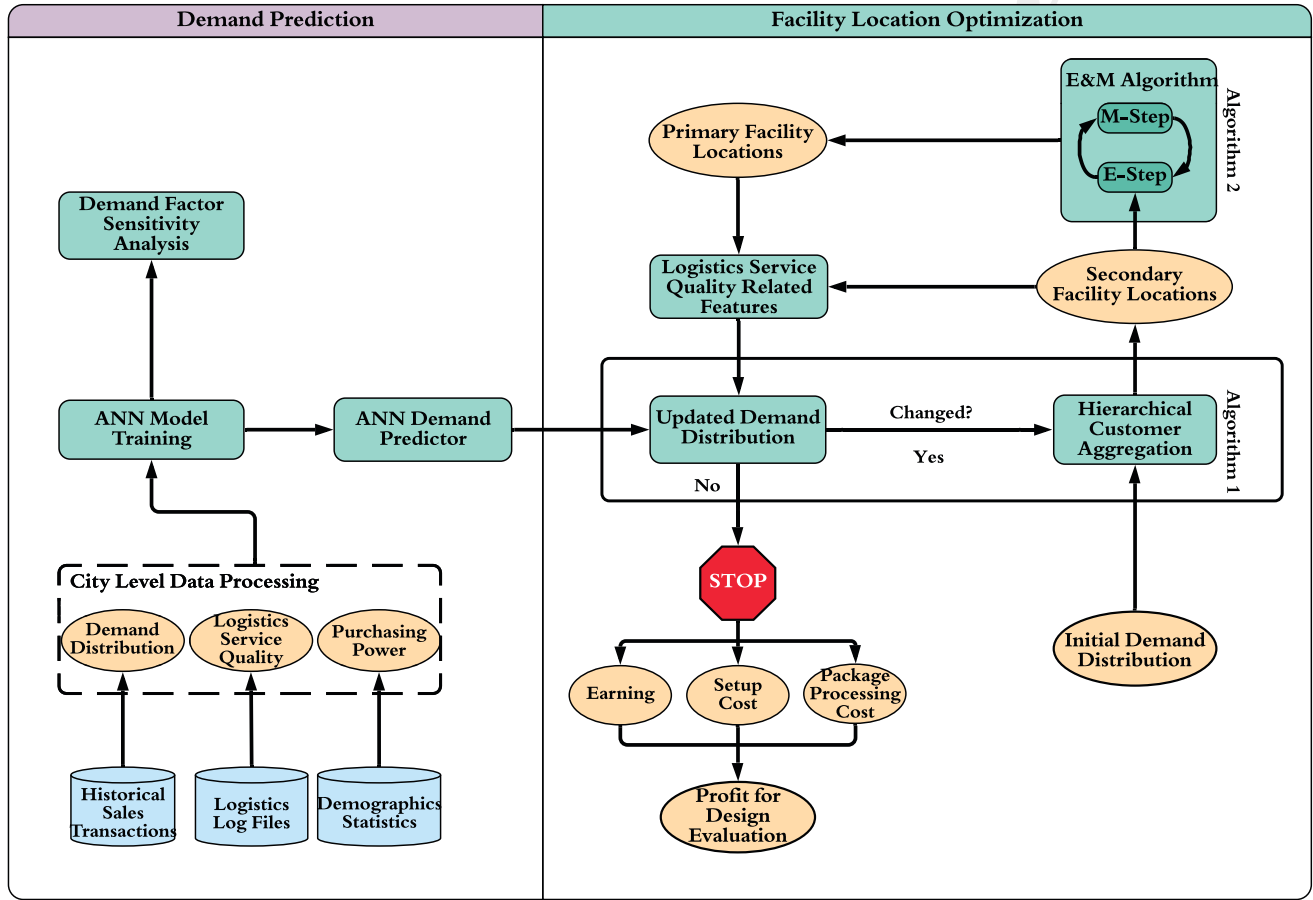 Demand Prediction
Facility Location Optimization
Demand Factor
Sensitivity
Analysis
ANN Model
Training
ANN Demand
Predictor
City Level Data Processing
Demand
Distribution
Logistics
Service
Quality
Purchasing
Power
Historical
Sales
Transactions
Logistics
Log Files
Demographics
Statistics
E&M Algorithm
M-Step
E-Step
Algorithm 2
Primary Facility
Locations
Logistics Service
Quality Related
Features
Secondary
Facility Locations
Updated Demand
Distribution
Changed?
Yes
No
Hierarchical
Customer
Aggregation
Algorithm 1
STOP
Initial Demand
Distribution
Earning
Setup
Cost
Package
Processing
Cost
Profit for
Design
Evaluation